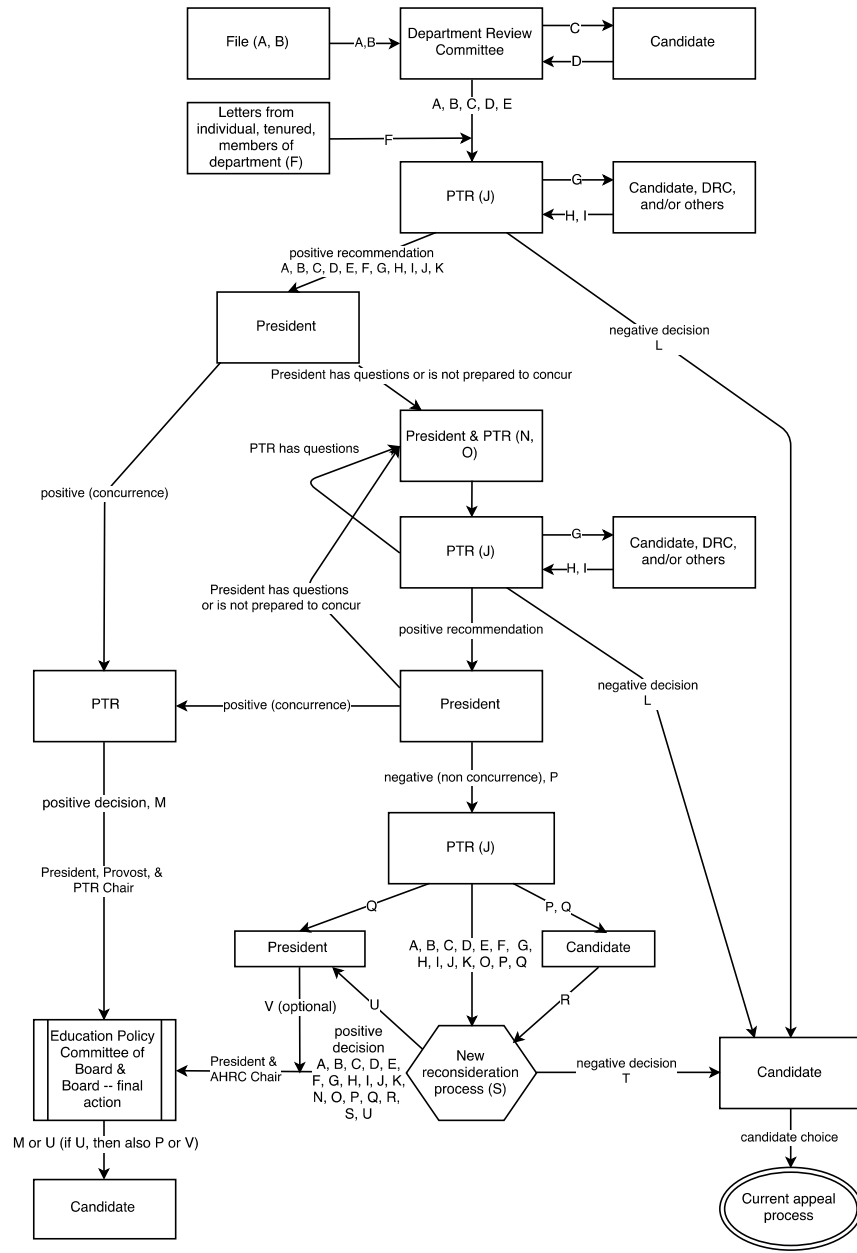 File (A, B)
A,B
Department Review
Committee
C
D
Candidate
A, B, C, D, E
Letters from
individual, tenured,
members of
department (F)
F
PTR (J)
G
H, I
Candidate, DRC,
and/or others
positive recommendation
A, B, C, D, E, F, G, H, I, J, K
negative decision
L
President
President has questions or is not prepared to concur
President & PTR (N,
O)
PTR has questions
positive (concurrence)
PTR (J)
G
H, I
Candidate, DRC,
and/or others
President has questions
or is not prepared to concur
positive recommendation
negative decision
L
PTR
positive (concurrence)
President
negative (non concurrence), P
positive decision, M
PTR (J)
President, Provost, &
PTR Chair
Q
P, Q
President
A, B, C, D, E, F, G,
H, I, J, K, O, P, Q
Candidate
V (optional)
U
R
Education Policy
Committee of
Board &
Board -- final
action
President &
AHRC Chair
positive
decision
A, B, C, D, E,
F, G, H, I, J, K,
N, O, P, Q, R,
S, U
New
reconsideration
process (S)
negative decision
T
Candidate
M or U (if U, then also P or V)
candidate choice
Candidate
Current appeal
process